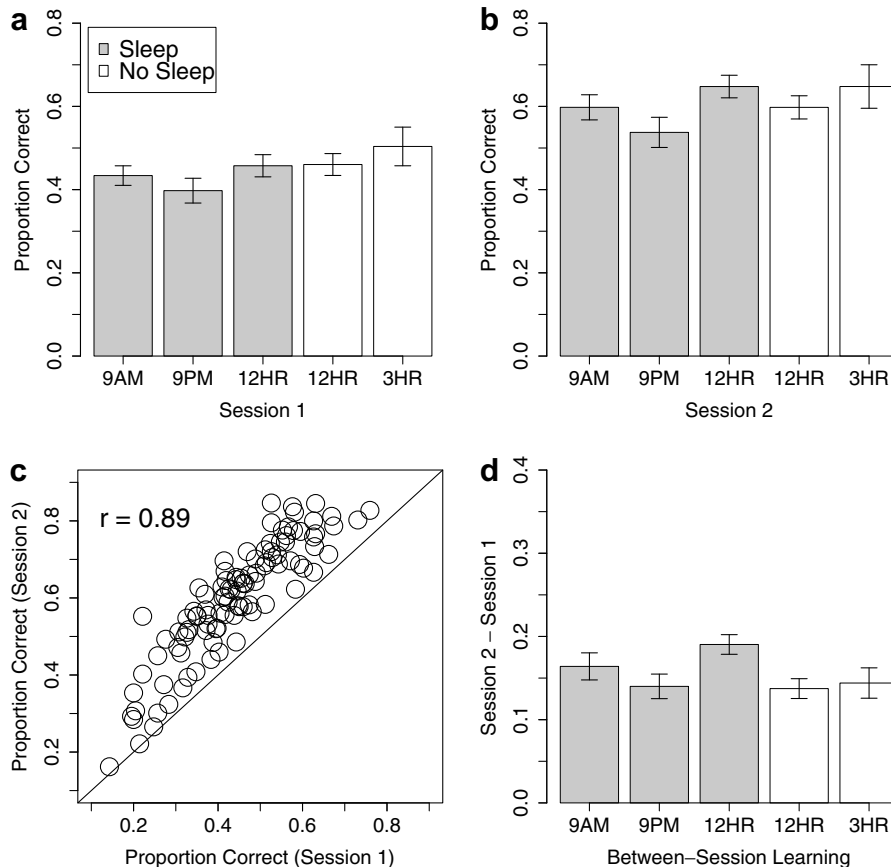 a
Sleep
No Sleep
Proportion Correct
0.0 0.2 0.4 0.6 0.8
9AM 9PM 12HR 12HR 3HR
Session 1
b
Proportion Correct
0.0 0.2 0.4 0.6 0.8
9AM 9PM 12HR 12HR 3HR
Session 2
c
r = 0.89
Proportion Correct (Session 2)
0.2 0.4 0.6 0.8
0.2 0.4 0.6 0.8
Proportion Correct (Session 1)
d
Session 2 − Session 1
0.0 0.1 0.2 0.3 0.4
9AM 9PM 12HR 12HR 3HR
Between−Session Learning